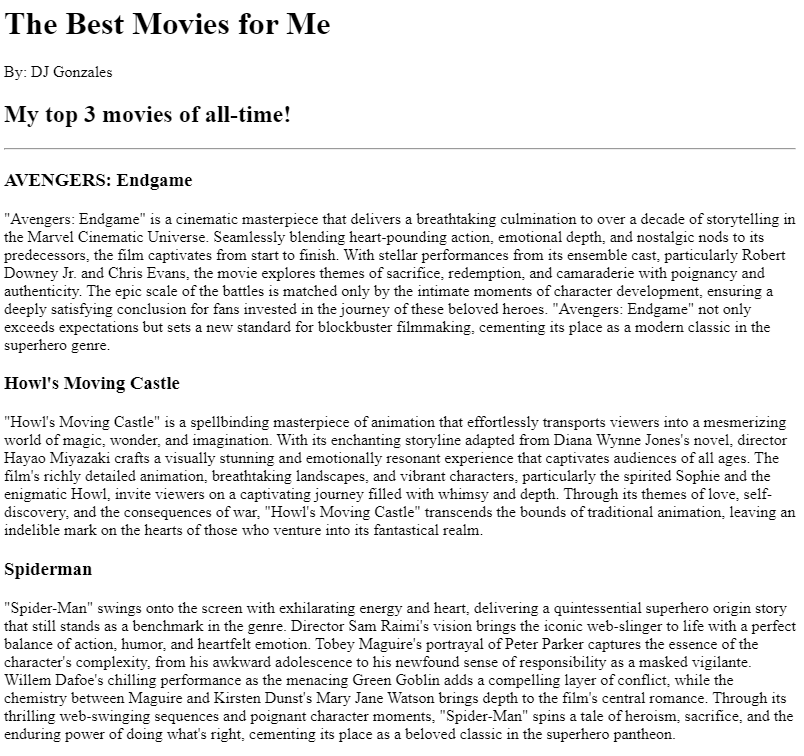 The Best Movies for Me
By: DJ Gonzales
My top 3 movies of all-time!
AVENGERS: Endgame
"Avengers: Endgame" is a cinematic masterpiece that delivers a breathtaking culmination to over a decade of storytelling in
the Marvel Cinematic Universe. Seamlessly blending heart-pounding action, emotional depth, and nostalgic nods to its
predecessors, the film captivates from start to finish. With stellar performances from its ensemble cast, particularly Robert
Downey Jr. and Chris Evans, the movie explores themes of sacrifice, redemption, and camaraderie with poignancy and
authenticity. The epic scale of the battles is matched only by the intimate moments of character development, ensuring a
deeply satisfying conclusion for fans invested in the journey of these beloved heroes. "Avengers: Endgame" not only
exceeds expectations but sets a new standard for blockbuster filmmaking, cementing its place as a modern classic in the
superhero genre.
Howl's Moving Castle
"Howl's Moving Castle" is a spellbinding masterpiece of animation that effortlessly transports viewers into a mesmerizing
world of magic, wonder, and imagination. With its enchanting storyline adapted from Diana Wynne Jones's novel, director
Hayao Miyazaki crafts a visually stunning and emotionally resonant experience that captivates audiences of all ages. The
film's richly detailed animation, breathtaking landscapes, and vibrant characters, particularly the spirited Sophie and the
enigmatic Howl, invite viewers on a captivating journey filled with whimsy and depth. Through its themes of love, self-
discovery, and the consequences of war, "Howl's Moving Castle" transcends the bounds of traditional animation, leaving an
indelible mark on the hearts of those who venture into its fantastical realm.
Spiderman
"Spider-Man" swings onto the screen with exhilarating energy and heart, delivering a quintessential superhero origin story
that still stands as a benchmark in the genre. Director Sam Raimi's vision brings the iconic web-slinger to life with a perfect
balance of action, humor, and heartfelt emotion. Tobey Maguire's portrayal of Peter Parker captures the essence of the
character's complexity, from his awkward adolescence to his newfound sense of responsibility as a masked vigilante.
Willem Dafoe's chilling performance as the menacing Green Goblin adds a compelling layer of conflict, while the
chemistry between Maguire and Kirsten Dunst's Mary Jane Watson brings depth to the film's central romance. Through its
thrilling web-swinging sequences and poignant character moments, "Spider-Man" spins a tale of heroism, sacrifice, and the
enduring power of doing what's right, cementing its place as a beloved classic in the superhero pantheon.